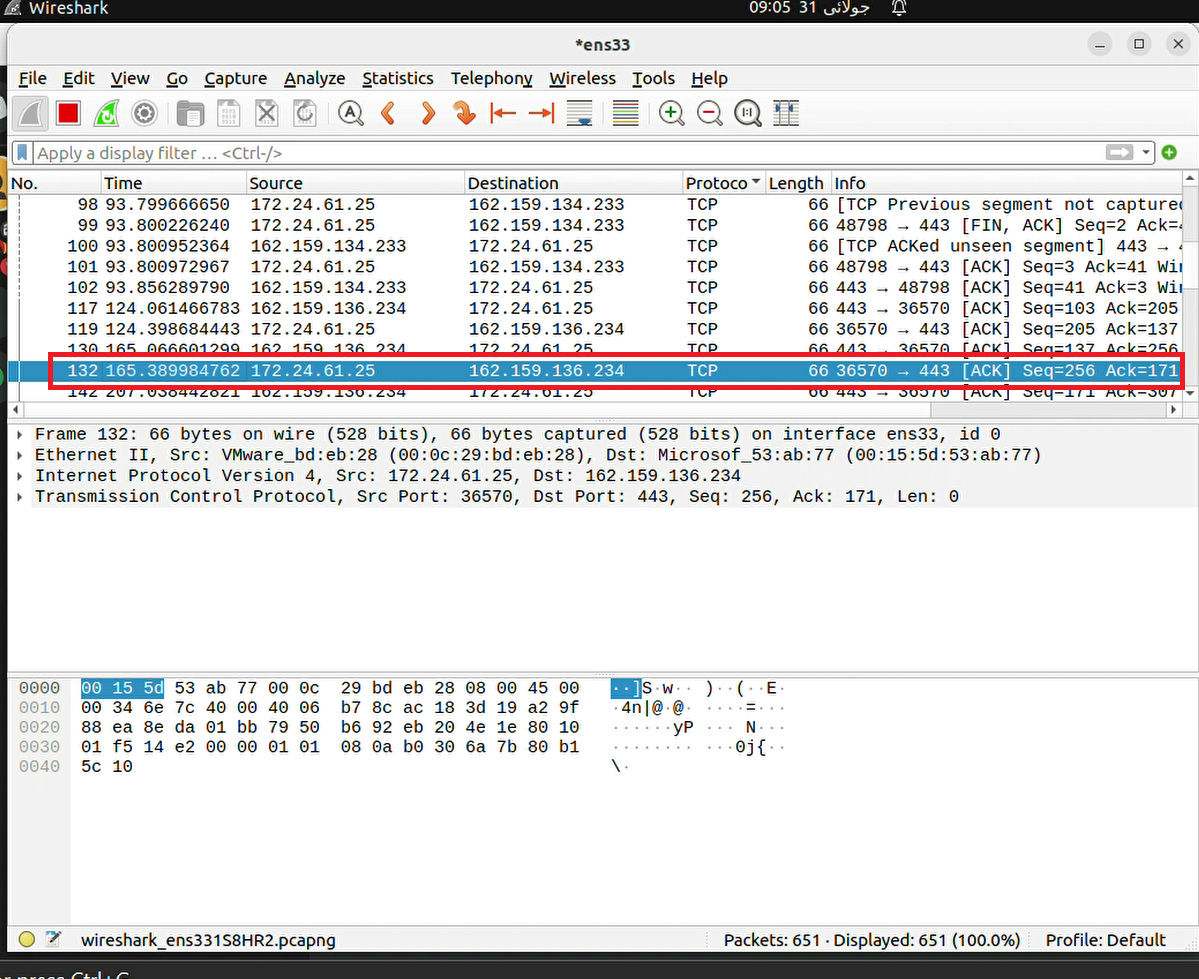 Wireshark 09:05 31 جولائی
*ens33
File Edit View Go Capture Analyze Statistics Telephony Wireless Tools Help
Apply a display filter … <Ctrl-/>
No. Time Source Destination Protoco Length Info
98 93.799666650 172.24.61.25 162.159.134.233 TCP 66 [TCP Previous segment not captured
99 93.800226240 172.24.61.25 162.159.134.233 TCP 66 48798 → 443 [FIN, ACK] Seq=2 Ack=4
100 93.800952364 162.159.134.233 172.24.61.25 TCP 66 [TCP ACKed unseen segment] 443 → 4
101 93.800972967 172.24.61.25 162.159.134.233 TCP 66 48798 → 443 [ACK] Seq=3 Ack=41 Win
102 93.856289790 162.159.134.233 172.24.61.25 TCP 66 443 → 48798 [ACK] Seq=41 Ack=3 Win
117 124.061466783 162.159.136.234 172.24.61.25 TCP 66 443 → 36570 [ACK] Seq=103 Ack=205
119 124.398684443 172.24.61.25 162.159.136.234 TCP 66 36570 → 443 [ACK] Seq=205 Ack=137
130 165.066601299 162.159.136.234 172.24.61.25 TCP 66 443 → 36570 [ACK] Seq=137 Ack=256
132 165.389984762 172.24.61.25 162.159.136.234 TCP 66 36570 → 443 [ACK] Seq=256 Ack=171
142 207.038442821 162.159.136.234 172.24.61.25 TCP 66 443 → 36570 [ACK] Seq=171 Ack=307
Frame 132: 66 bytes on wire (528 bits), 66 bytes captured (528 bits) on interface ens33, id 0
Ethernet II, Src: VMware_bd:eb:28 (00:0c:29:bd:eb:28), Dst: Microsof_53:ab:77 (00:15:5d:53:ab:77)
Internet Protocol Version 4, Src: 172.24.61.25, Dst: 162.159.136.234
Transmission Control Protocol, Src Port: 36570, Dst Port: 443, Seq: 256, Ack: 171, Len: 0
0000 00 15 5d 53 ab 77 00 0c 29 bd eb 28 08 00 45 00 ··]S·w·· )··(··E·
0010 00 34 6e 7c 40 00 40 06 b7 8c ac 18 3d 19 a2 9f ·4n|@·@· ····=···
0020 88 ea 8e da 01 bb 79 50 b6 92 eb 20 4e 1e 80 10 ······yP ··· N···
0030 01 f5 14 e2 00 00 01 01 08 0a b0 30 6a 7b 80 b1 ········ ···0j{··
0040 5c 10 \·
wireshark_ens331S8HR2.pcapng Packets: 651 · Displayed: 651 (100.0%) Profile: Default
press Ctrl+C